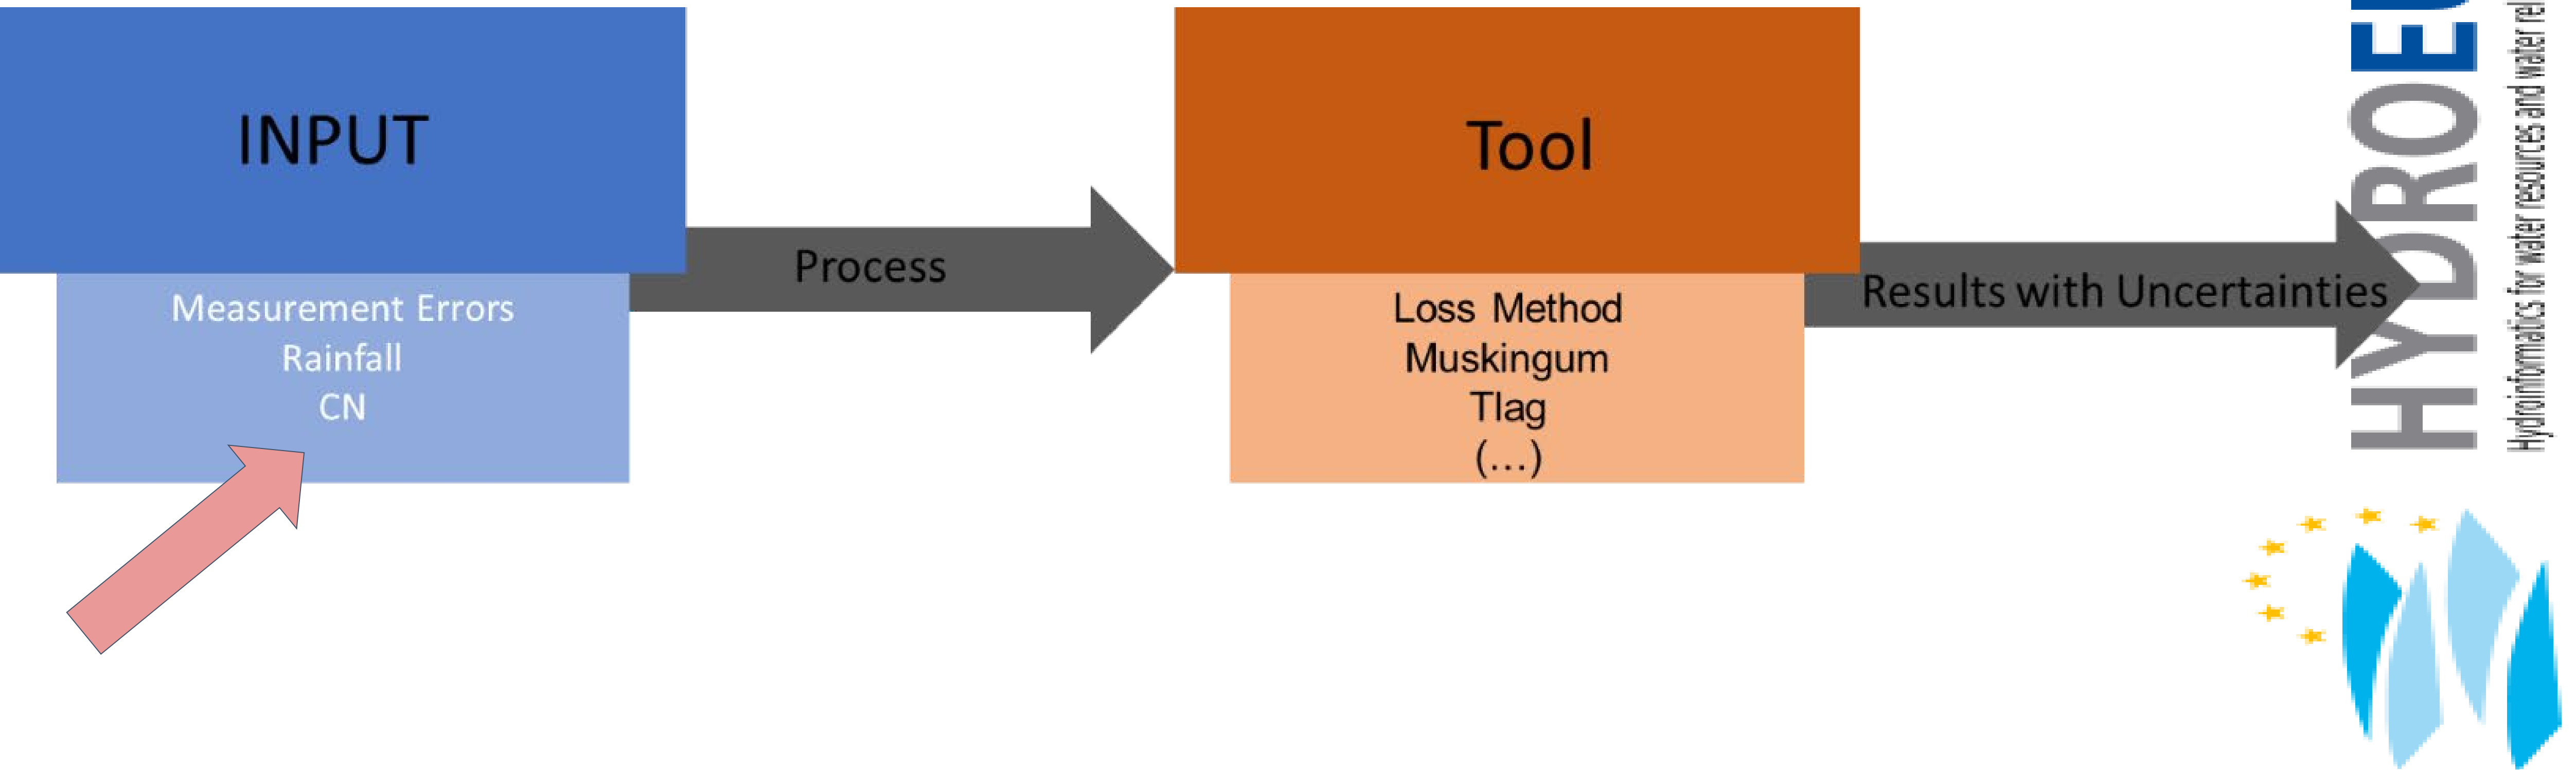 INPUT
Measurement Errors
Rainfall
CN
Process
Tool
Loss Method
Muskingum
Tlag
(...)
Results with Uncertainties
HYDROEU
Hydroinformatics for water resources and water rel